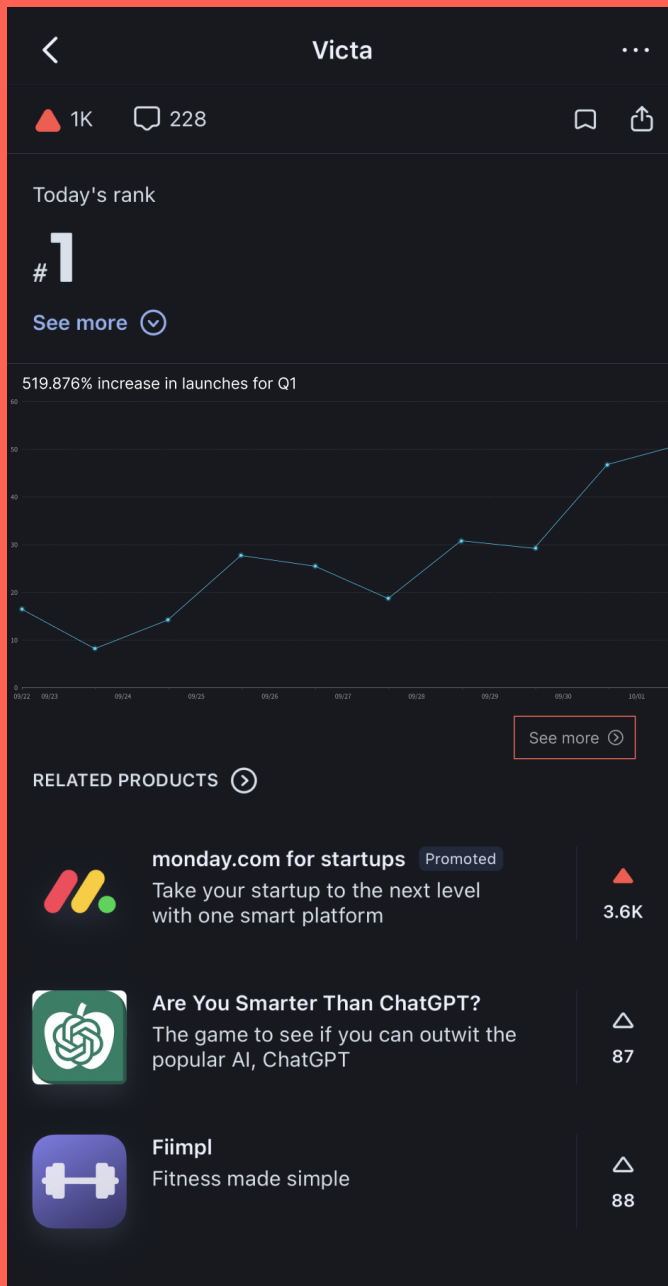 Victa
1K 228
Today's rank
#1
See more
519.876% increase in launches for Q1
60
50
40
30
20
10
0
09/22 09/23 09/24 09/25 09/26 09/27 09/28 09/29 09/30 10/01
See more
RELATED PRODUCTS
monday.com for startups Promoted
Take your startup to the next level
with one smart platform
3.6K
Are You Smarter Than ChatGPT?
The game to see if you can outwit the
popular AI, ChatGPT
87
Fiimpl
Fitness made simple
88